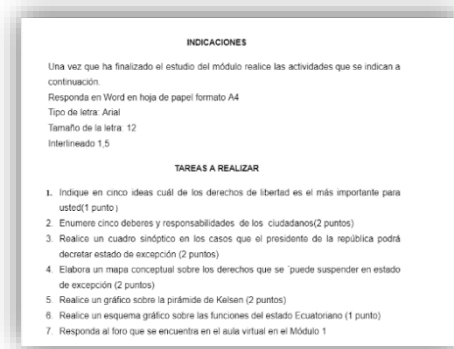 INDICACIONES
Una vez que ha finalizado el estudio del módulo realice las actividades que se indican a
continuación.
Responda en Word en hoja de papel formato A4
Tipo de letra: Arial
Tamaño de la letra: 12
Interlineado 1,5
TAREAS A REALIZAR
1. Indique en cinco ideas cuál de los derechos de libertad es el más importante para
usted(1 punto)
2. Enumere cinco deberes y responsabilidades de los ciudadanos(2 puntos)
3. Realice un cuadro sinóptico en los casos que el presidente de la república podrá
decretar estado de excepción (2 puntos)
4. Elabora un mapa conceptual sobre los derechos que se ¨puede suspender en estado
de excepción (2 puntos)
5. Realice un gráfico sobre la pirámide de Kelsen (2 puntos)
6. Realice un esquema gráfico sobre las funciones del estado Ecuatoriano (1 punto)
7. Responda al foro que se encuentra en el aula virtual en el Módulo 1